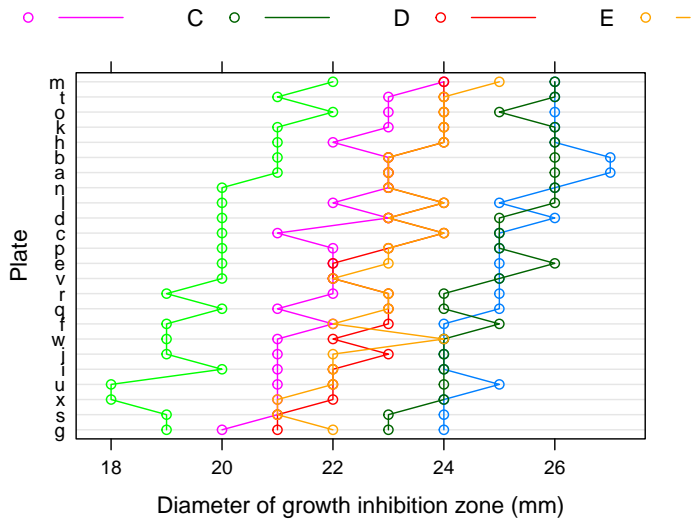 C D E
m
t
o
k
h
b
a
n
l
d
c
p
e
v
r
q
f
w
j
i
u
x
s
g
Plate
18 20 22 24 26
Diameter of growth inhibition zone (mm)